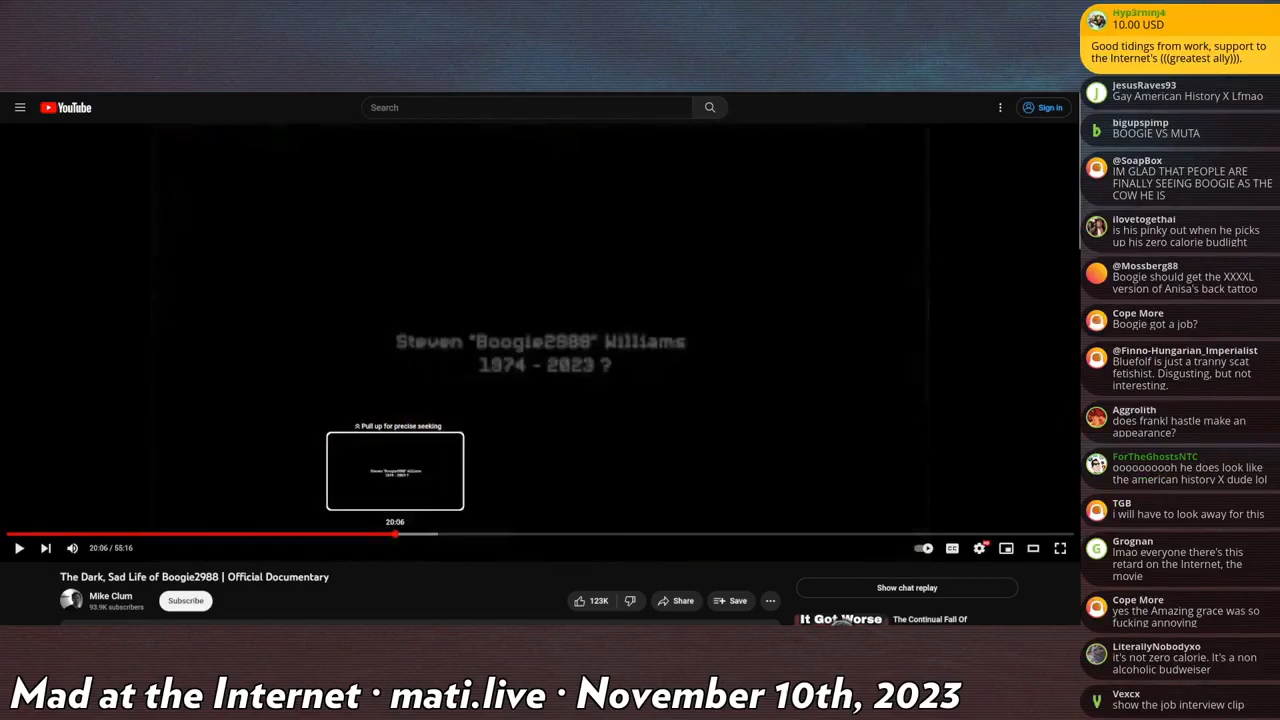 YouTube
Search
Sign in
Steven "Boogie2988" Williams
1974 - 2023 ?
Pull up for precise seeking
Steven "Boogie2988" Williams
1974 - 2023 ?
20:06
20:06 / 55:16
The Dark, Sad Life of Boogie2988 | Official Documentary
Mike Clum
93.9K subscribers
Subscribe
123K
Share
Save
Show chat replay
It Got Worse
The Continual Fall Of
Mad at the Internet · mati.live · November 10th, 2023
Hyp3rninj4
10.00 USD
Good tidings from work, support to
the Internet's (((greatest ally))).
JesusRaves93
Gay American History X Lfmao
bigupspimp
BOOGIE VS MUTA
@SoapBox
IM GLAD THAT PEOPLE ARE
FINALLY SEEING BOOGIE AS THE
COW HE IS
ilovetogethai
is his pinky out when he picks
up his zero calorie budlight
@Mossberg88
Boogie should get the XXXXL
version of Anisa's back tattoo
Cope More
Boogie got a job?
@Finno-Hungarian_Imperialist
Bluefolf is just a tranny scat
fetishist. Disgusting, but not
interesting.
Aggrolith
does frankl hastle make an
appearance?
ForTheGhostsNTC
oooooooooh he does look like
the american history X dude lol
TGB
i will have to look away for this
Grognan
lmao everyone there's this
retard on the Internet, the
movie
Cope More
yes the Amazing grace was so
fucking annoying
LiterallyNobodyxo
it's not zero calorie. It's a non
alcoholic budweiser
Vexcx
show the job interview clip